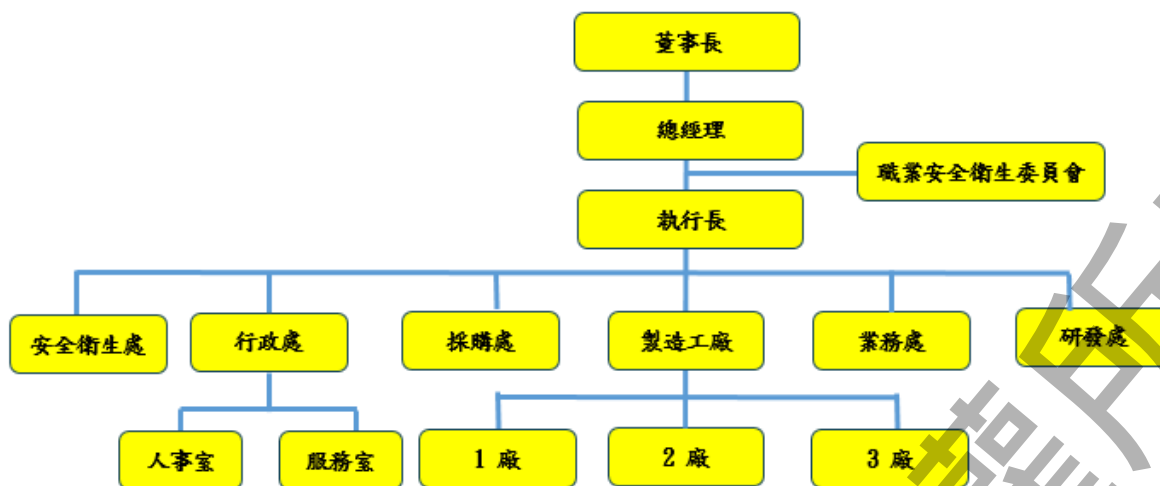 董事長
總經理
職業安全衛生委員會
執行長
安全衛生處
行政處
採購處
製造工廠
業務處
研發處
人事室
服務室
1 廠
2 廠
3 廠